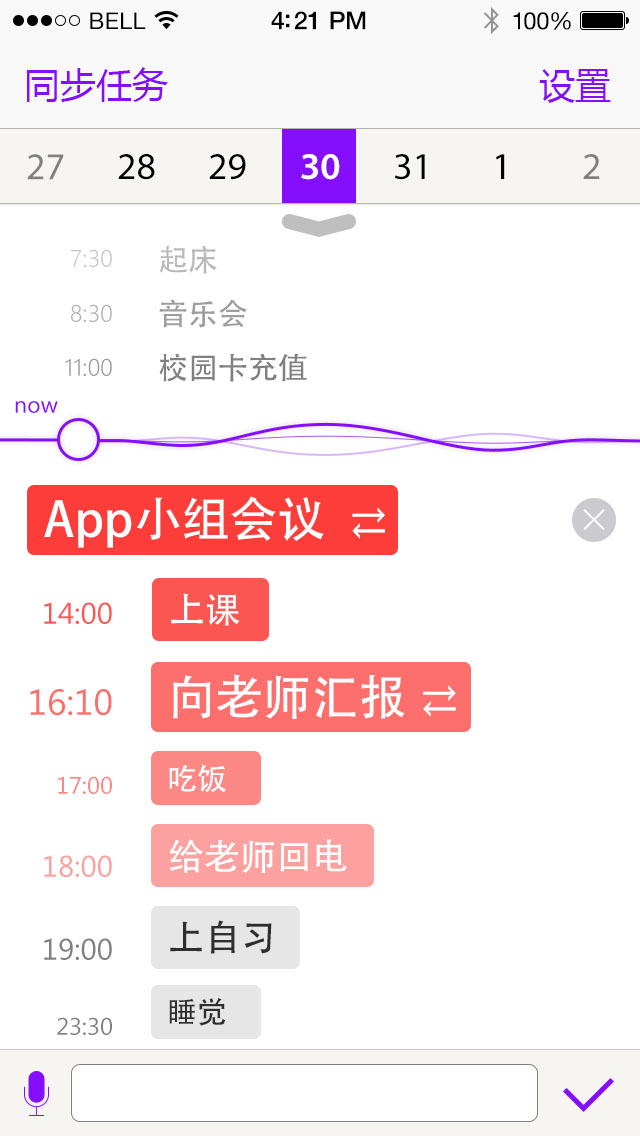 BELL 4:21 PM 100%
同步任务 设置
27 28 29 30 31 1 2
7:30 起床
8:30 音乐会
11:00 校园卡充值
now
App小组会议
14:00 上课
16:10 向老师汇报
17:00 吃饭
18:00 给老师回电
19:00 上自习
23:30 睡觉